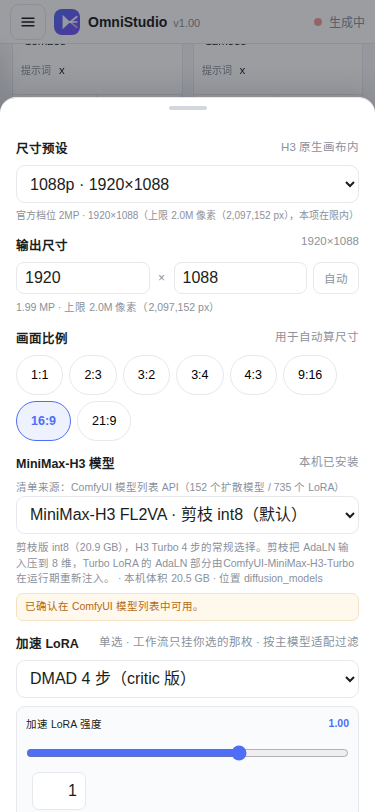 OmniStudio v1.00 生成中
提示词 x 提示词 x
尺寸预设 H3 原生画布内
1088p · 1920×1088
官方档位 2MP · 1920×1088（上限 2.0M 像素（2,097,152 px），本项在限内）
输出尺寸 1920×1088
1920 × 1088 自动
1.99 MP · 上限 2.0M 像素（2,097,152 px）
画面比例 用于自动算尺寸
1:1 2:3 3:2 3:4 4:3 9:16
16:9 21:9
MiniMax-H3 模型 本机已安装
清单来源：ComfyUI 模型列表 API（152 个扩散模型 / 735 个 LoRA）
MiniMax-H3 FL2VA · 剪枝 int8（默认）
剪枝版 int8（20.9 GB），H3 Turbo 4 步的常规选择。剪枝把 AdaLN 输
入压到 8 维，Turbo LoRA 的 AdaLN 部分由ComfyUI-MiniMax-H3-Turbo
在运行期重新注入。 · 本机体积 20.5 GB · 位置 diffusion_models
已确认在 ComfyUI 模型列表中可用。
加速 LoRA 单选 · 工作流只挂你选的那枚 · 按主模型适配过滤
DMAD 4 步（critic 版）
加速 LoRA 强度 1.00
1